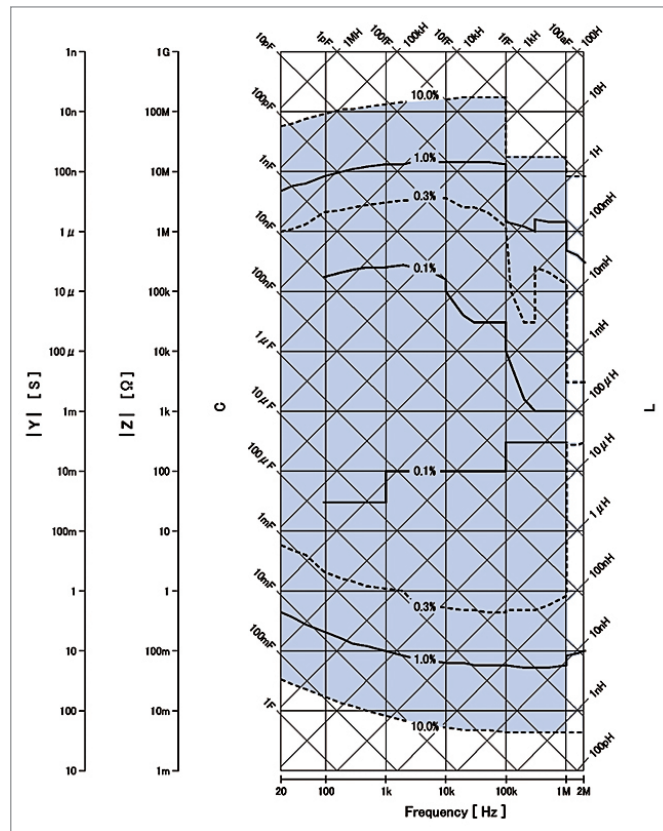 10pF 1pF 1MH 100fF 100kH 10fF 10kH 1fF 1kH 100aF 100H
1n 1G
10n 100M 100pF 10.0% 10H
100n 10M 1nF 1.0% 1H
0.3% 100mH
1μ 1M 10nF
10mH
10μ 100k 100nF 0.1%
1mH
100μ 10k 1μF
100μH
1m 1k 10μF
|Y| [S] |Z| [Ω] C L
10μH
10m 100 100μF 0.1%
1μH
100m 10 1mF
100nH
1 1 10mF 0.3%
10nH
10 100m 100mF 1.0%
1nH
100 10m 1F 10.0%
100pH
10 1m
20 100 1k 10k 100k 1M 2M
Frequency [Hz]